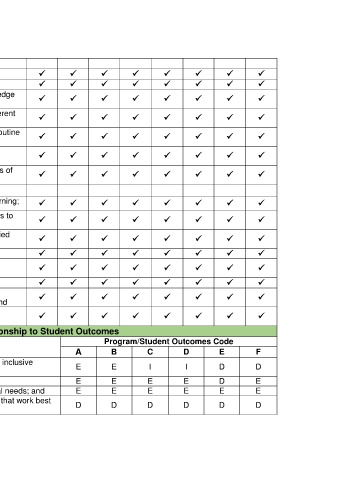 ✓ ✓ ✓ ✓ ✓ ✓ ✓ ✓
✓ ✓ ✓ ✓ ✓ ✓ ✓ ✓
edge ✓ ✓ ✓ ✓ ✓ ✓ ✓ ✓
erent ✓ ✓ ✓ ✓ ✓ ✓ ✓ ✓
outine ✓ ✓ ✓ ✓ ✓ ✓ ✓ ✓
✓ ✓ ✓ ✓ ✓ ✓ ✓ ✓
s of ✓ ✓ ✓ ✓ ✓ ✓ ✓ ✓
rning; ✓ ✓ ✓ ✓ ✓ ✓ ✓ ✓
s to ✓ ✓ ✓ ✓ ✓ ✓ ✓ ✓
ied ✓ ✓ ✓ ✓ ✓ ✓ ✓ ✓
✓ ✓ ✓ ✓ ✓ ✓ ✓ ✓
✓ ✓ ✓ ✓ ✓ ✓ ✓ ✓
✓ ✓ ✓ ✓ ✓ ✓ ✓ ✓
nd ✓ ✓ ✓ ✓ ✓ ✓ ✓ ✓
✓ ✓ ✓ ✓ ✓ ✓ ✓ ✓
onship to Student Outcomes
Program/Student Outcomes Code
A B C D E F
inclusive E E I I D D
E E E E D E
l needs; and E E E E E E
that work best D D D D D D